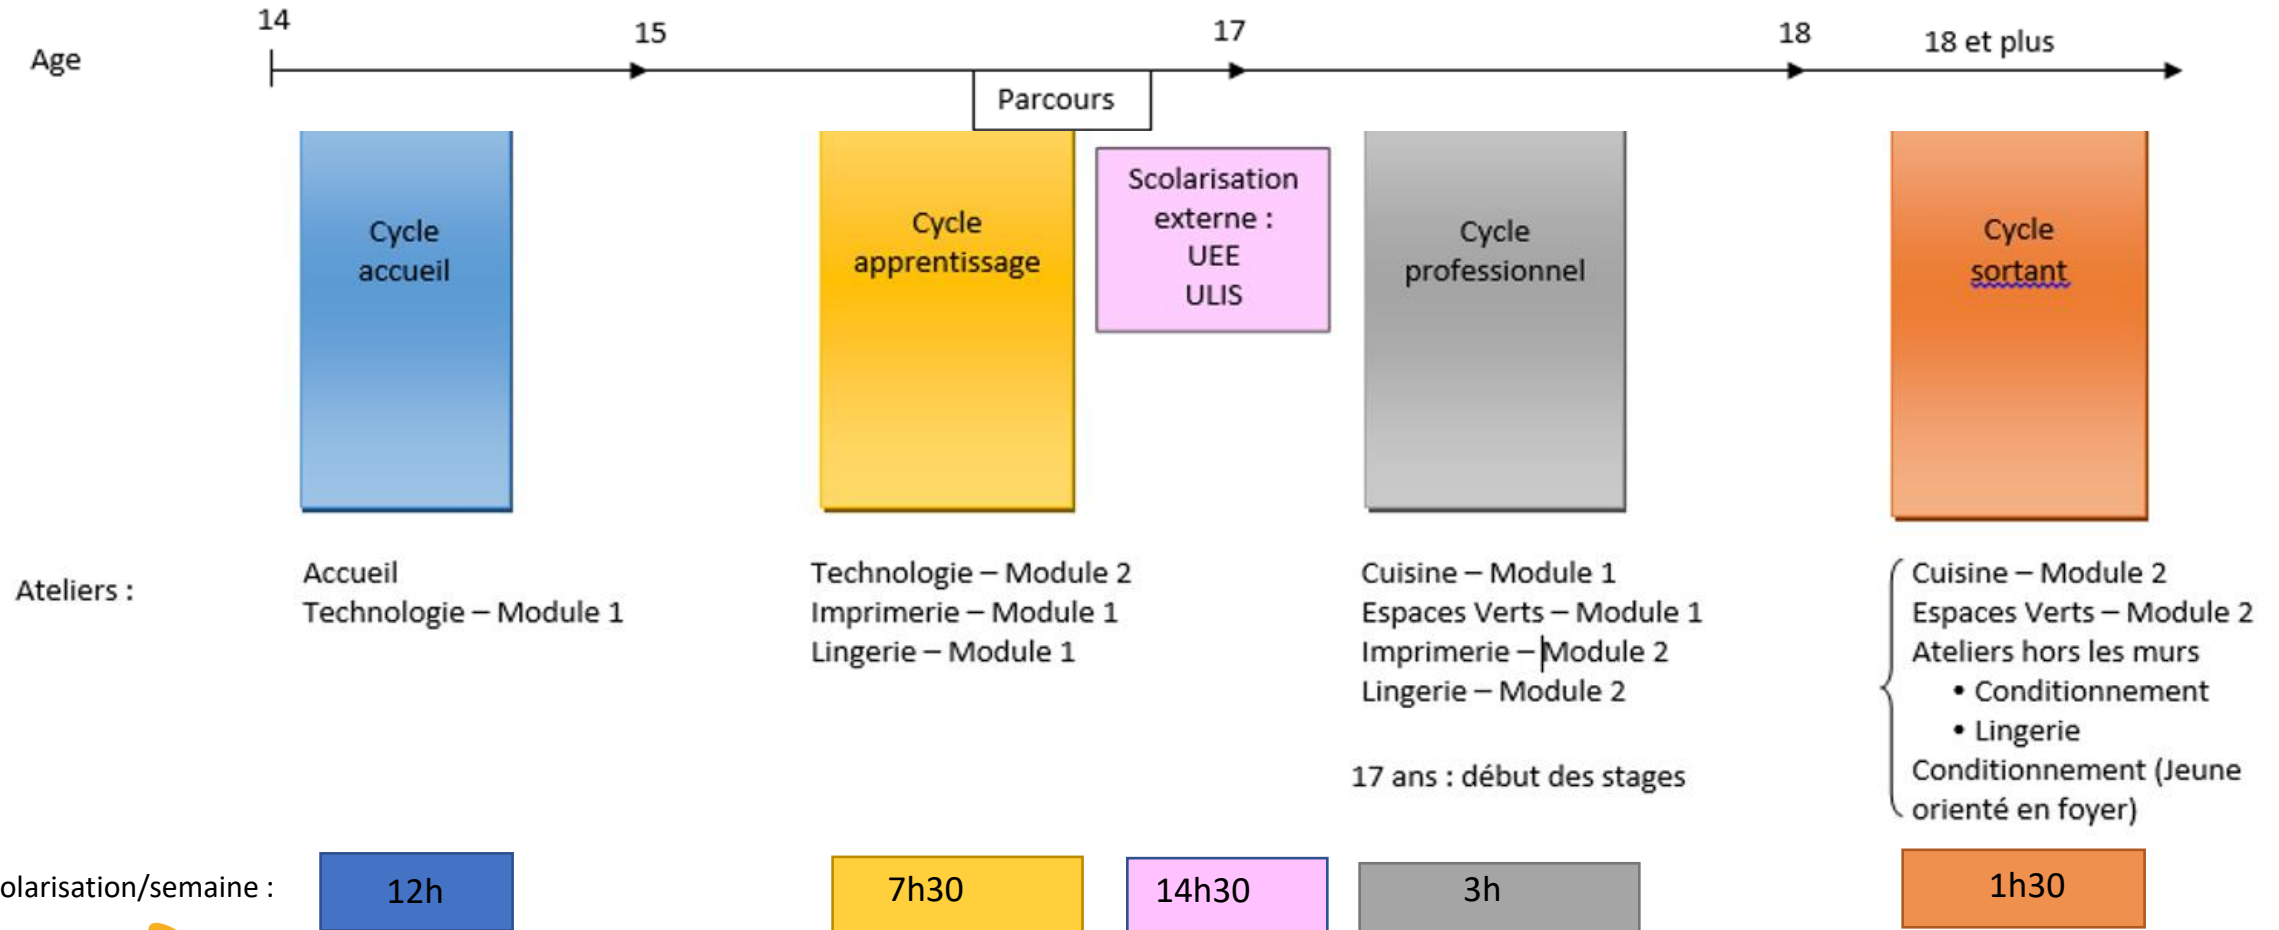 14
15
17
18
18 et plus
Age
Parcours
Cycle
accueil
Cycle
apprentissage
Scolarisation
externe :
UEE
ULIS
Cycle
professionnel
Cycle
sortant
Ateliers :
Accueil
Technologie – Module 1
Technologie – Module 2
Imprimerie – Module 1
Lingerie – Module 1
Cuisine – Module 1
Espaces Verts – Module 1
Imprimerie – Module 2
Lingerie – Module 2
17 ans : début des stages
Cuisine – Module 2
Espaces Verts – Module 2
Ateliers hors les murs
• Conditionnement
• Lingerie
Conditionnement (Jeune
orienté en foyer)
olarisation/semaine :
12h
7h30
14h30
3h
1h30